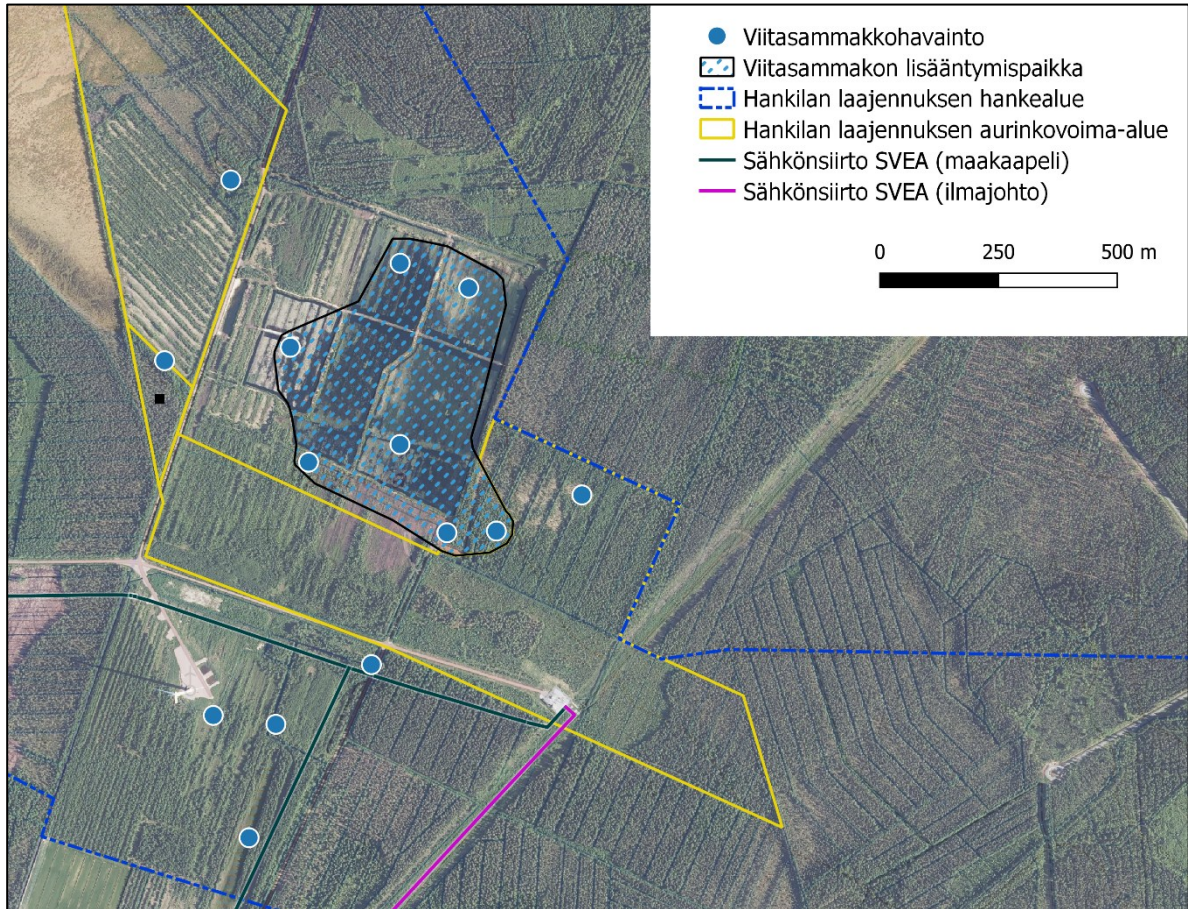 Viitasammakkohavainto
Viitasammakon lisääntymispaikka
Hankilan laajennuksen hankealue
Hankilan laajennuksen aurinkovoima-alue
Sähkönsiirto SVEA (maakaapeli)
Sähkönsiirto SVEA (ilmajohto)
0 250 500 m